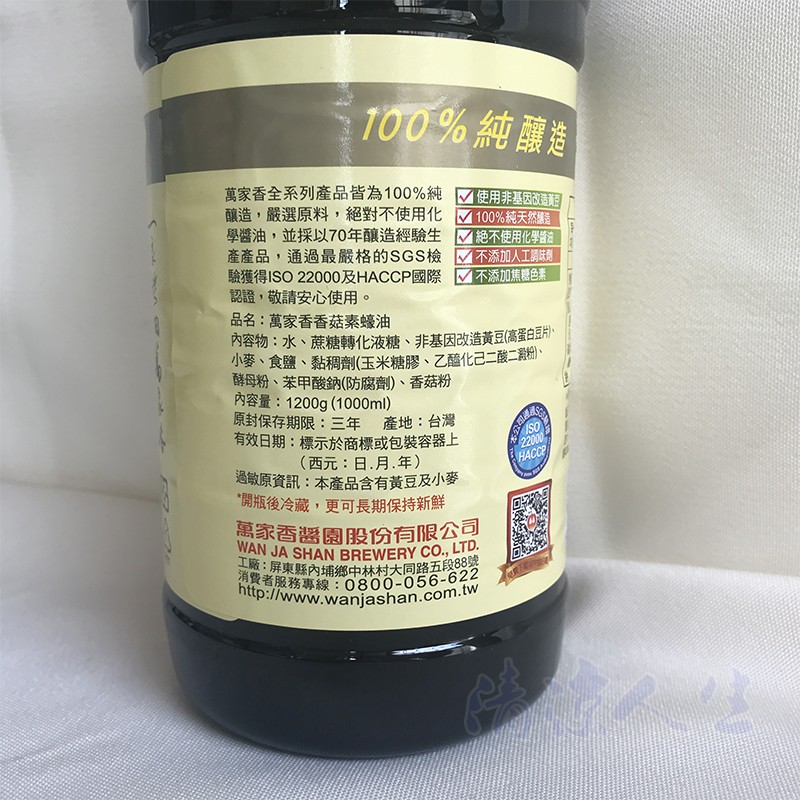 100%純釀造
萬家香全系列產品皆為100%純
釀造，嚴選原料，絕對不使用化
學醬油，並採以70年釀造經驗生
產產品，通過最嚴格的SGS檢
驗獲得ISO 22000及HACCP國際
認證，敬請安心使用。
使用非基因改造黃豆
100%純天然釀造
絶不使用化學醬油
不添加人工調味劑
不添加焦糖色素
品名：萬家香香菇素蠔油
內容物：水、蔗糖轉化液糖、非基因改造黃豆(高蛋白豆片)、
小麥、食鹽、黏稠劑(玉米糖膠、乙醯化己二酸二澱粉)、
酵母粉、苯甲酸鈉(防腐劑)、香菇粉
內容量：1200g (1000ml)
原封保存期限：三年 產地：台灣
有效日期：標示於商標或包裝容器上
（西元：日.月.年）
過敏原資訊：本產品含有黃豆及小麥
*開瓶後冷藏，更可長期保持新鮮
萬家香醬園股份有限公司
WAN JA SHAN BREWERY CO., LTD.
工廠：屏東縣內埔鄉中林村大同路五段88號
消費者服務專線：0800-056-622
http://www.wanjashan.com.tw
ISO
22000
HACCP
清涼人生